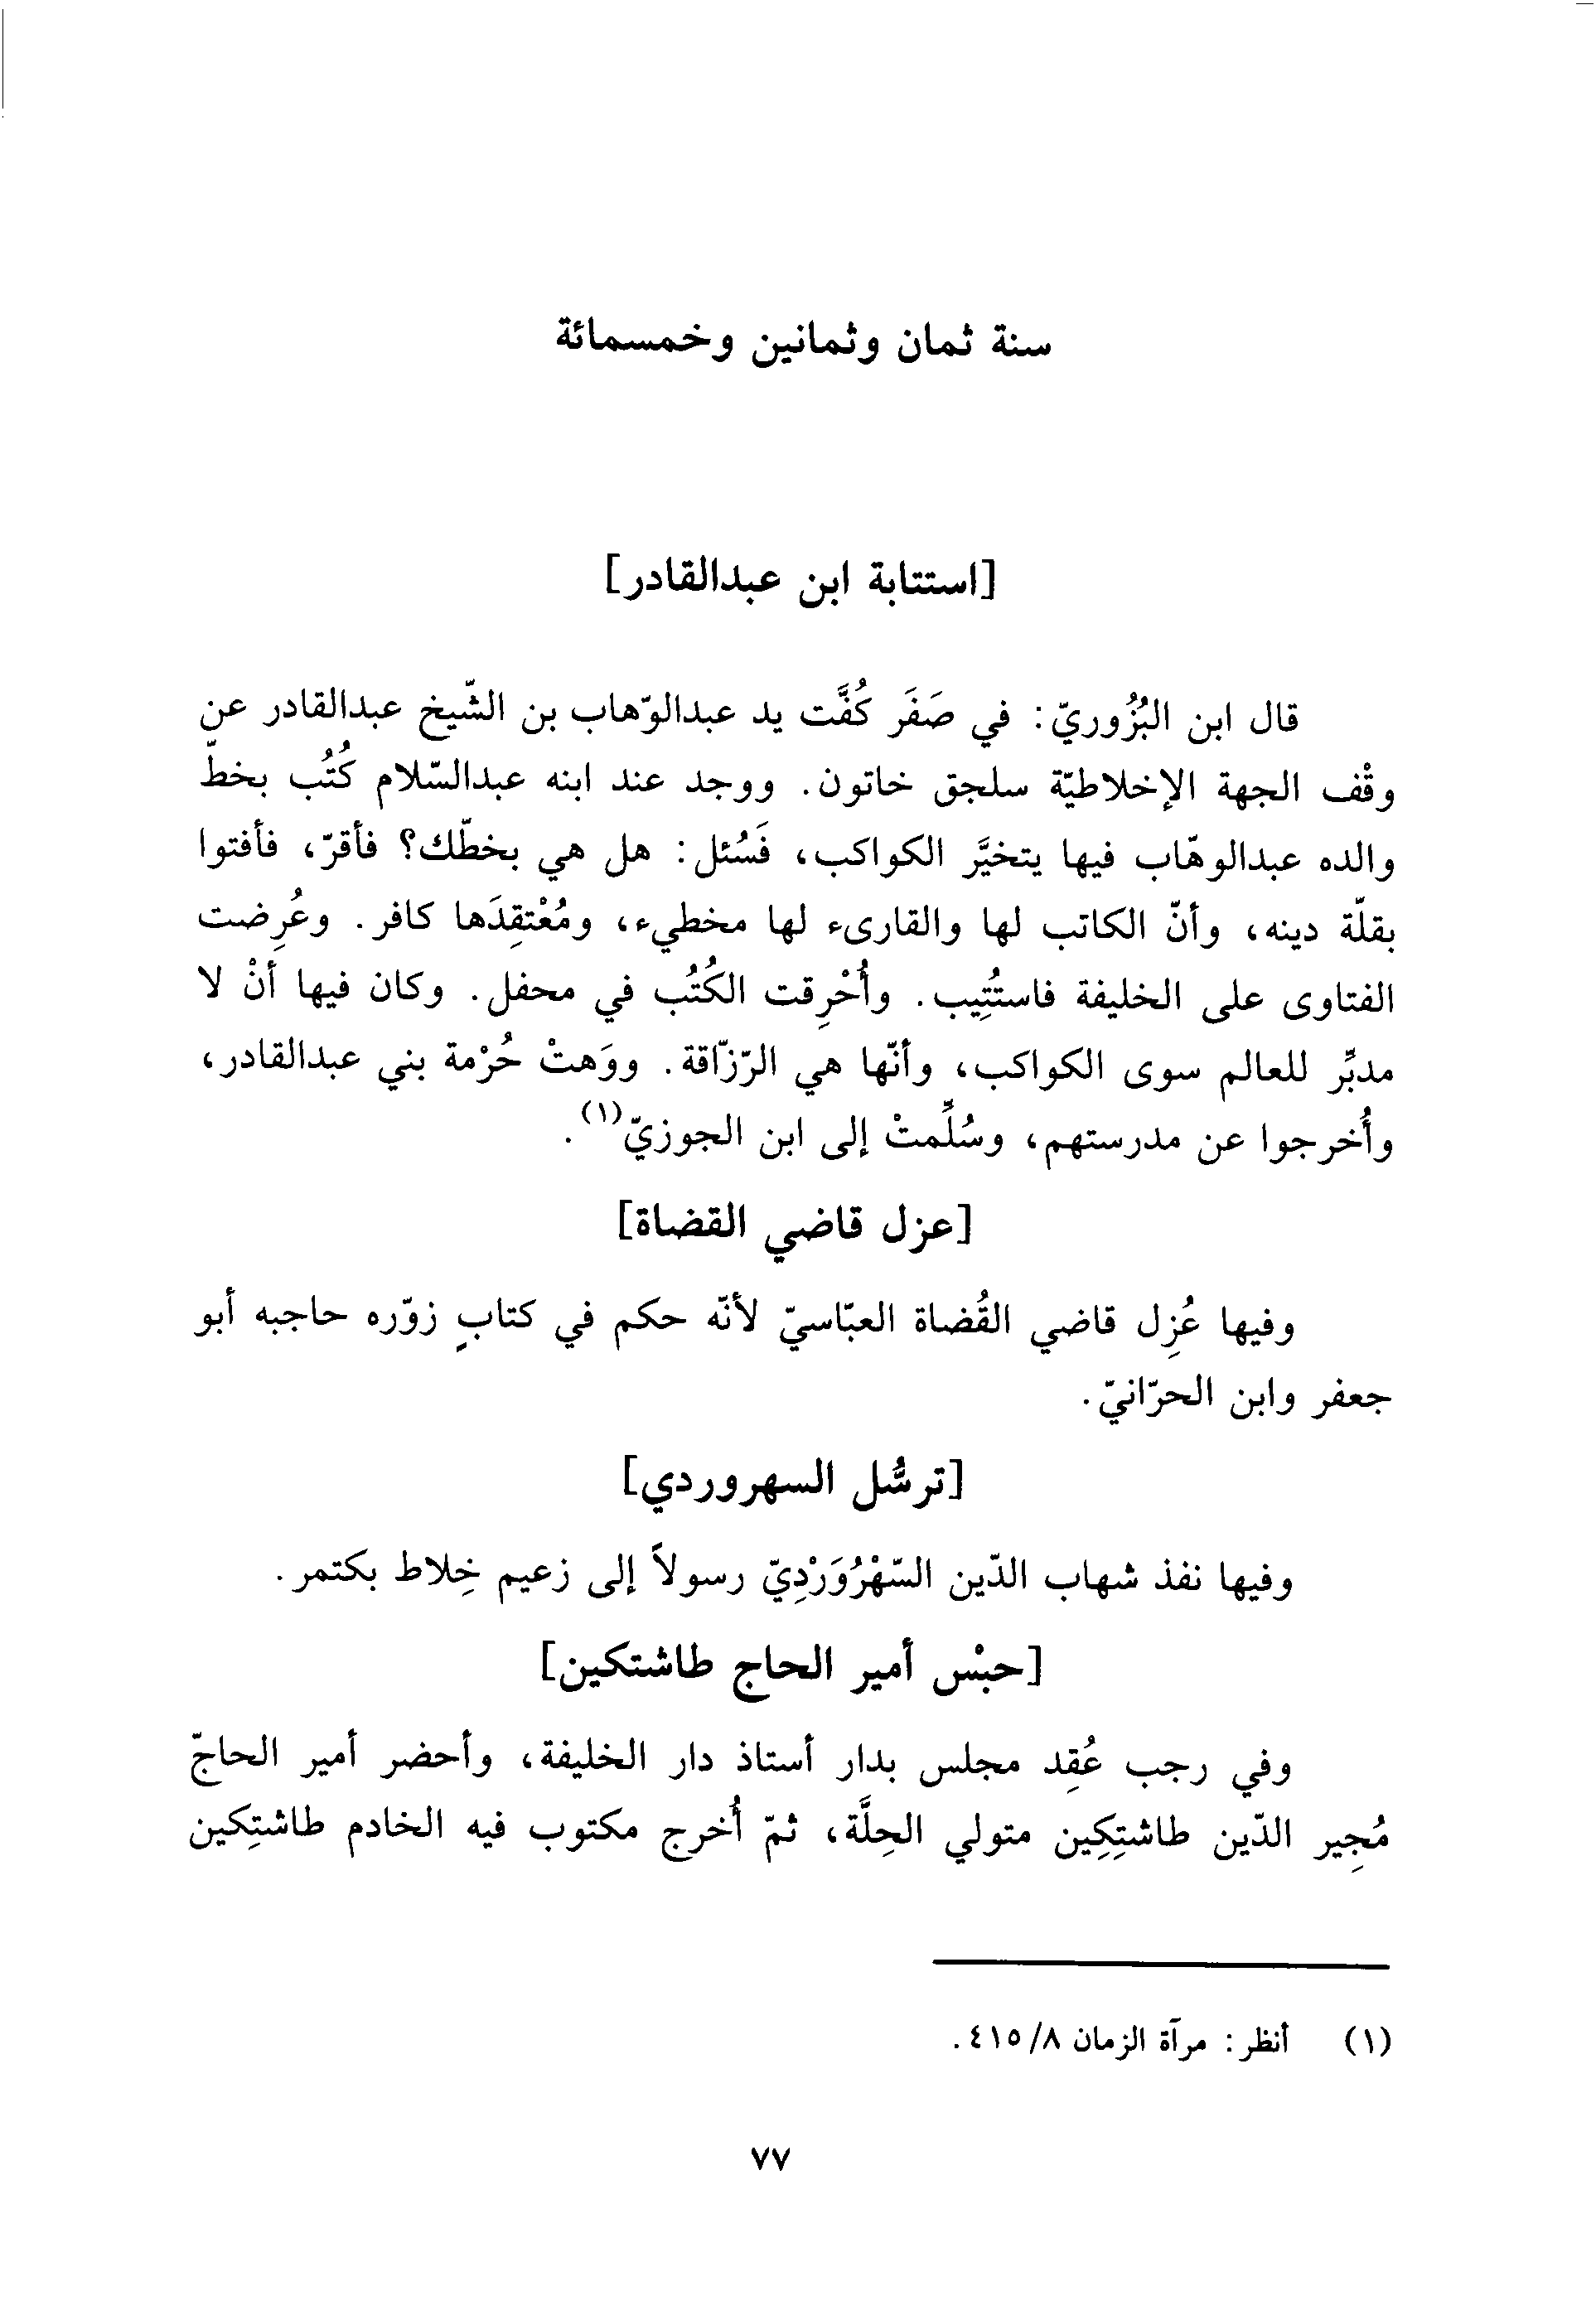 سنة ثمان وثمانين وخمسمائة
[استتابة ابن عبدالقادر]
قال ابن البُزُوريّ: في صَفَر كُفَّت يد عبدالوّهاب بن الشّيخ عبدالقادر عن
وقْف الجهة الإخلاطيّة سلجق خاتون. ووجد عند ابنه عبدالسّلام كُتُب بخطّ
والده عبدالوهّاب فيها يتخيَّر الكواكب، فَسُئل: هل هي بخطّك؟ فأقرّ، فأفتوا
بقلّة دينه، وأنّ الكاتب لها والقارىء لها مخطيء، ومُعْتقِدَها كافر. وعُرِضت
الفتاوى على الخليفة فاستُتِيب. وأُحْرِقت الكُتُب في محفل. وكان فيها أنْ لا
مدبِّر للعالم سوى الكواكب، وأنّها هي الرّزّاقة. ووَهتْ حُرْمة بني عبدالقادر،
وأُخرجوا عن مدرستهم، وسُلِّمتْ إلى ابن الجوزيّ(١).
[عزل قاضي القضاة]
وفيها عُزِل قاضي القُضاة العبّاسيّ لأنّه حكم في كتابٍ زوّره حاجبه أبو
جعفر وابن الحرّانيّ.
[ترسُّل السهروردي]
وفيها نفذ شهاب الدّين السّهْرُوَرْدِيّ رسولاً إلى زعيم خِلاط بكتمر.
[حبْس أمير الحاج طاشتكين]
وفي رجب عُقِد مجلس بدار أستاذ دار الخليفة، وأحضر أمير الحاجّ
مُجِير الدّين طاشتِكِين متولي الحِلَّة، ثمّ أُخرج مكتوب فيه الخادم طاشتِكين
(١) أنظر: مرآة الزمان ٨/ ٤١٥.
٧٧